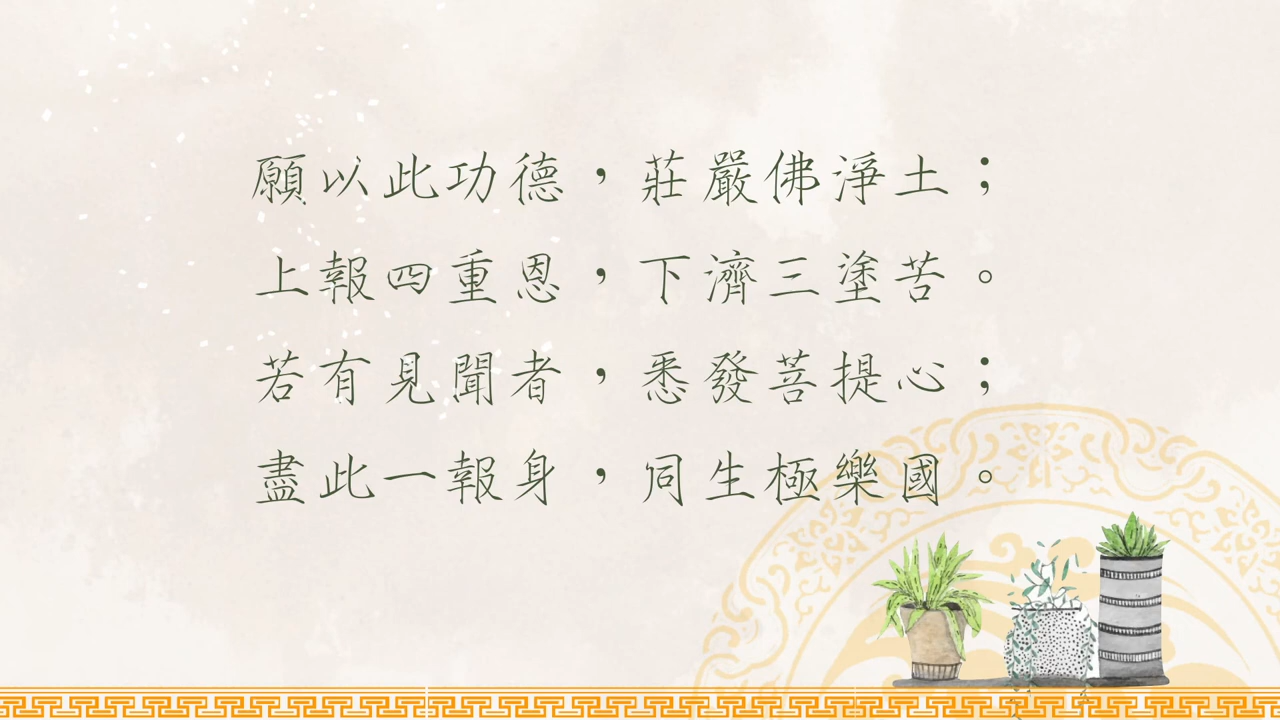 願以此功德，莊嚴佛淨土；
上報四重恩，下濟三塗苦。
若有見聞者，悉發菩提心；
盡此一報身，同生極樂國。